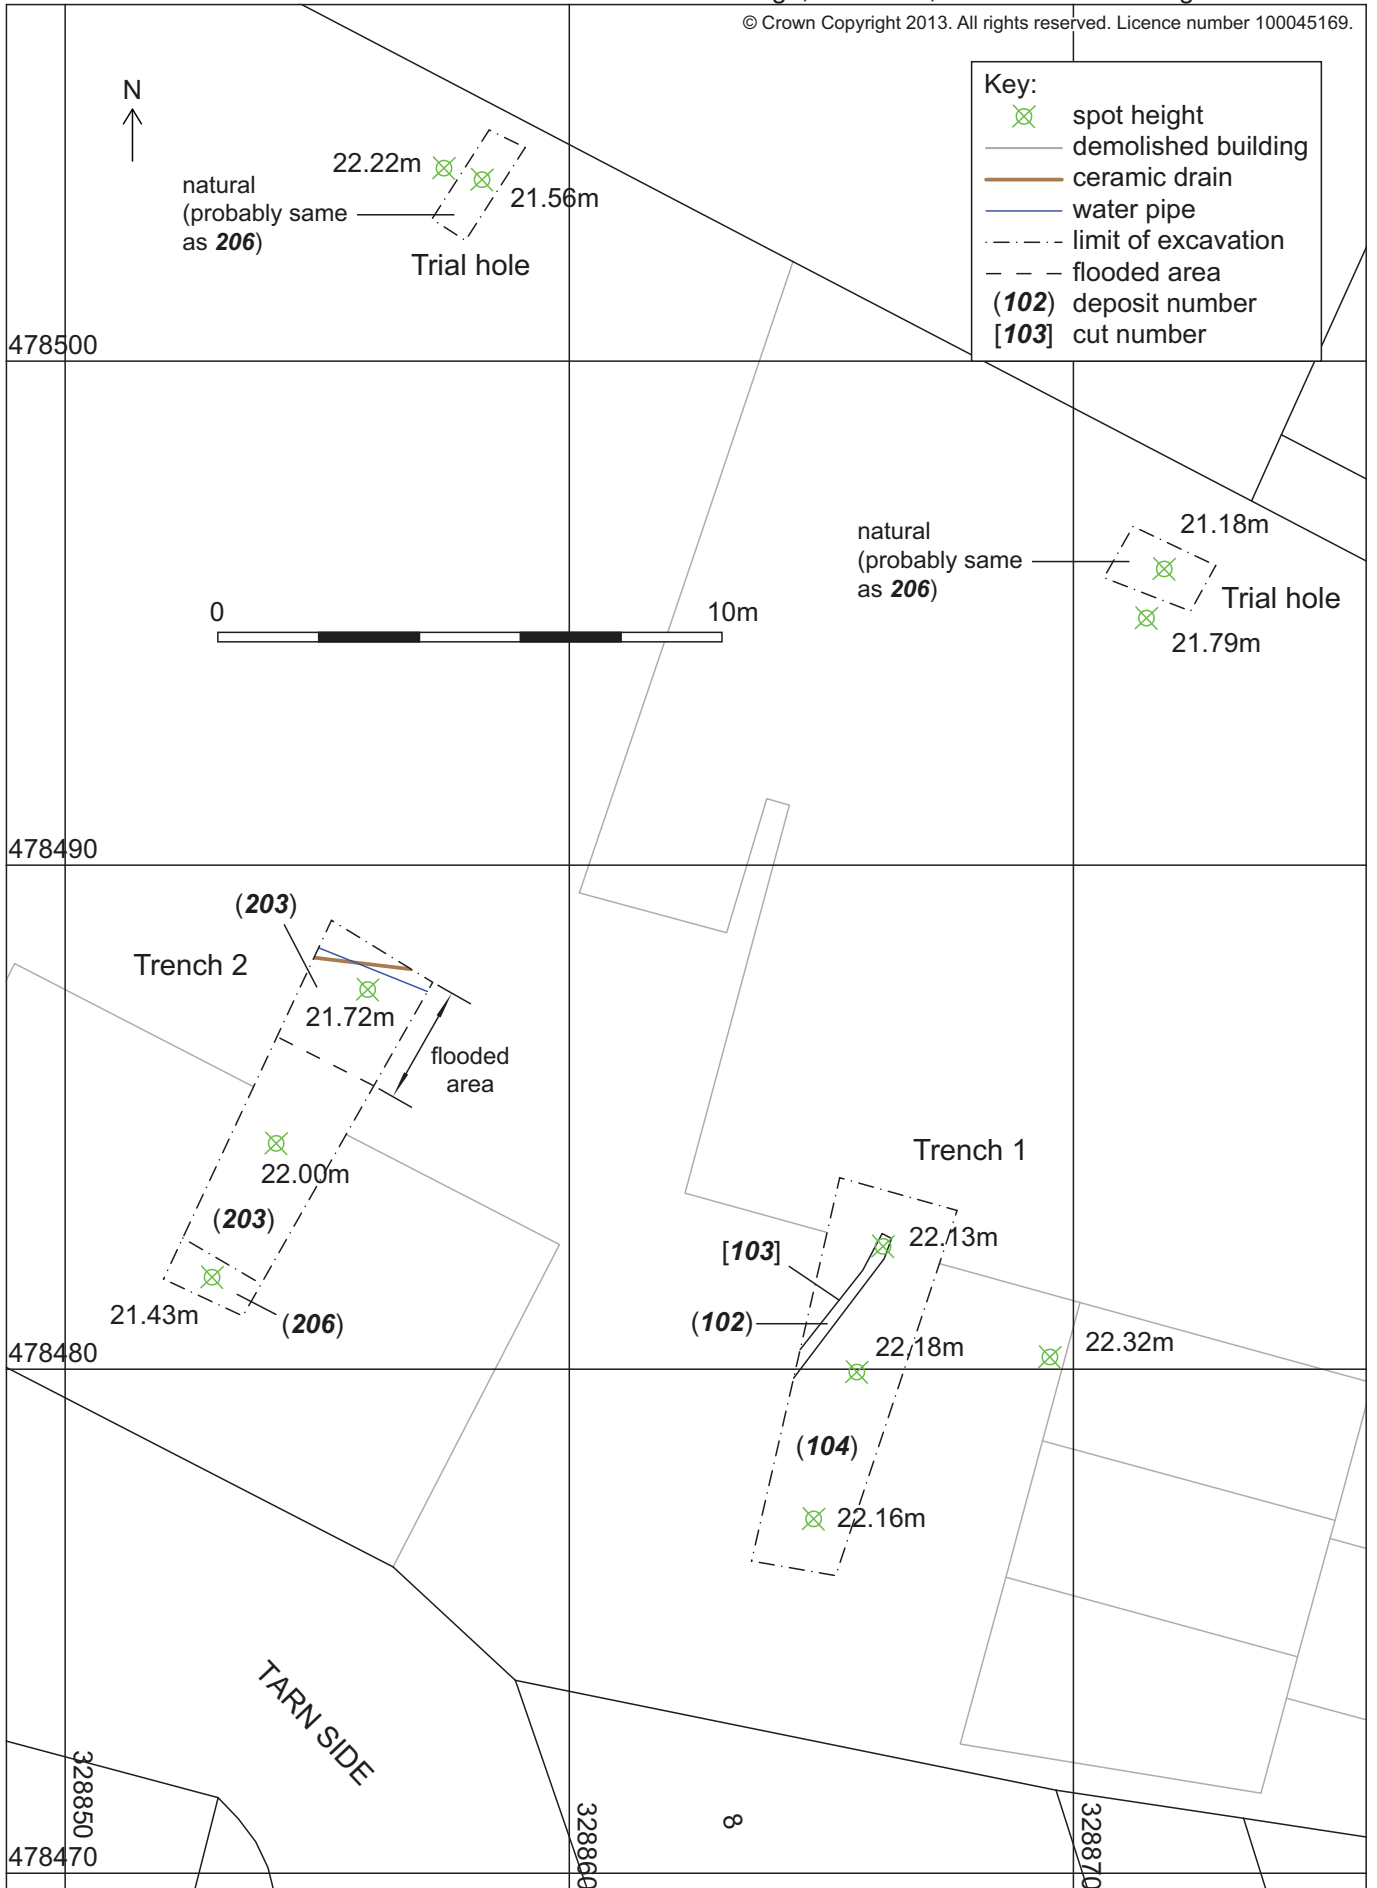 © Crown Copyright 2013. All rights reserved. Licence number 100045169.
Key:
spot height
demolished building
ceramic drain
water pipe
limit of excavation
flooded area
(102) deposit number
[103] cut number
N
22.22m
21.56m
natural
(probably same
as 206)
Trial hole
478500
natural
(probably same
as 206)
21.18m
Trial hole
21.79m
0 10m
478490
(203)
Trench 2
21.72m
flooded
area
22.00m
(203)
21.43m
(206)
Trench 1
[103]
22.13m
(102)
22.18m
22.32m
478480
(104)
22.16m
TARN SIDE
8
328850
328860
328870
478470